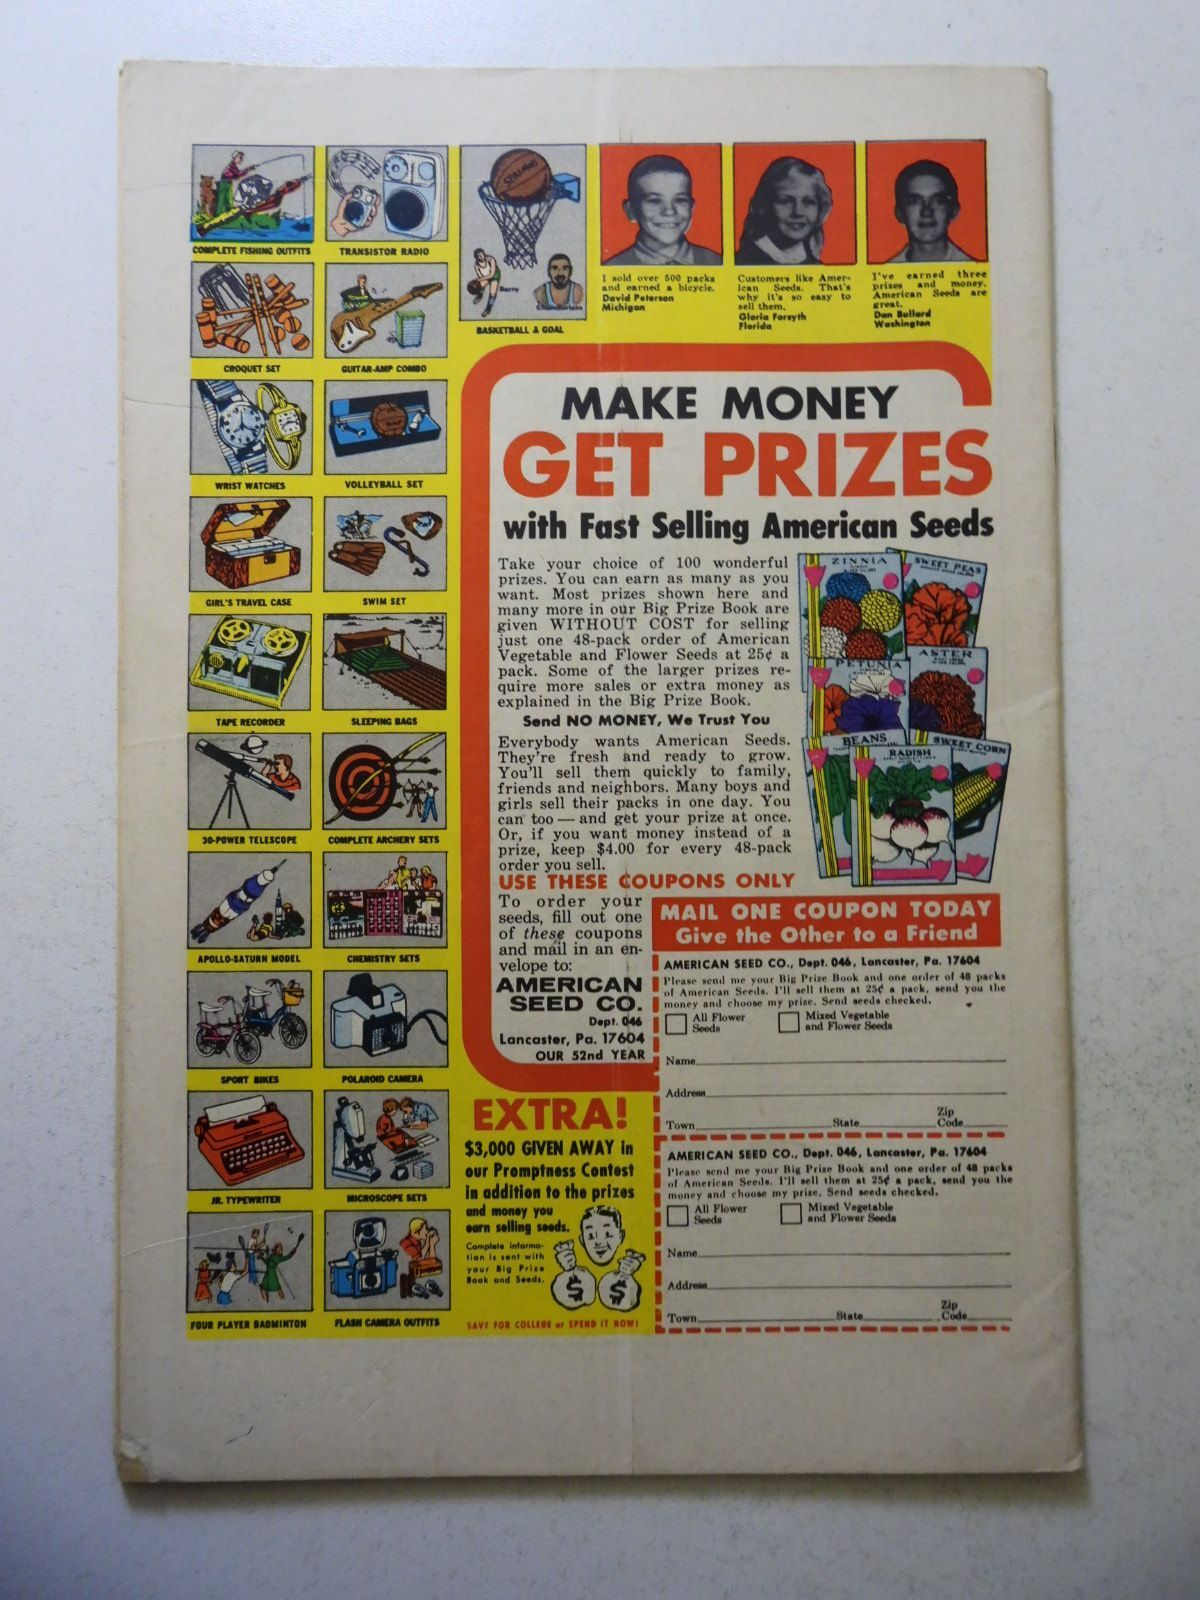 COMPLETE FISHING OUTFITS
TRANSISTOR RADIO
CROQUET SET
GUITAR-AMP COMBO
WRIST WATCHES
VOLLEYBALL SET
GIRL'S TRAVEL CASE
SWIM SET
TAPE RECORDER
SLEEPING BAGS
30-POWER TELESCOPE
COMPLETE ARCHERY SETS
APOLLO-SATURN MODEL
CHEMISTRY SETS
SPORT BIKES
POLAROID CAMERA
JR. TYPEWRITER
MICROSCOPE SETS
FOUR PLAYER BADMINTON
FLASH CAMERA OUTFITS
SPALDING
Barry
Chamberlain
BASKETBALL & GOAL
I sold over 500 packs
and earned a bicycle.
David Peterson
Michigan
Customers like Amer-
ican Seeds. That's
why it's so easy to
sell them.
Gloria Forsyth
Florida
I've earned three
prizes and money.
American Seeds are
great.
Dan Bullard
Washington
MAKE MONEY
GET PRIZES
with Fast Selling American Seeds
Take your choice of 100 wonderful
prizes. You can earn as many as you
want. Most prizes shown here and
many more in our Big Prize Book are
given WITHOUT COST for selling
just one 48-pack order of American
Vegetable and Flower Seeds at 25¢ a
pack. Some of the larger prizes re-
quire more sales or extra money as
explained in the Big Prize Book.
Send NO MONEY, We Trust You
Everybody wants American Seeds.
They're fresh and ready to grow.
You'll sell them quickly to family,
friends and neighbors. Many boys and
girls sell their packs in one day. You
can too — and get your prize at once.
Or, if you want money instead of a
prize, keep $4.00 for every 48-pack
order you sell.
ZINNIA
SWEET PEAS
PETUNIA
ASTER
BEANS
RADISH
SWEET CORN
USE THESE COUPONS ONLY
To order your
seeds, fill out one
of these coupons
and mail in an en-
velope to:
AMERICAN
SEED CO.
Dept. 046
Lancaster, Pa. 17604
OUR 52nd YEAR
MAIL ONE COUPON TODAY
Give the Other to a Friend
AMERICAN SEED CO., Dept. 046, Lancaster, Pa. 17604
Please send me your Big Prize Book and one order of 48 packs
of American Seeds. I'll sell them at 25¢ a pack, send you the
money and choose my prize. Send seeds checked.
All Flower Seeds
Mixed Vegetable and Flower Seeds
Name
Address
Town State Zip Code
AMERICAN SEED CO., Dept. 046, Lancaster, Pa. 17604
Please send me your Big Prize Book and one order of 48 packs
of American Seeds. I'll sell them at 25¢ a pack, send you the
money and choose my prize. Send seeds checked.
All Flower Seeds
Mixed Vegetable and Flower Seeds
Name
Address
Town State Zip Code
EXTRA!
$3,000 GIVEN AWAY in
our Promptness Contest
in addition to the prizes
and money you
earn selling seeds.
Complete informa-
tion is sent with
your Big Prize
Book and Seeds.
$ $
SAVE FOR COLLEGE or SPEND IT NOW!